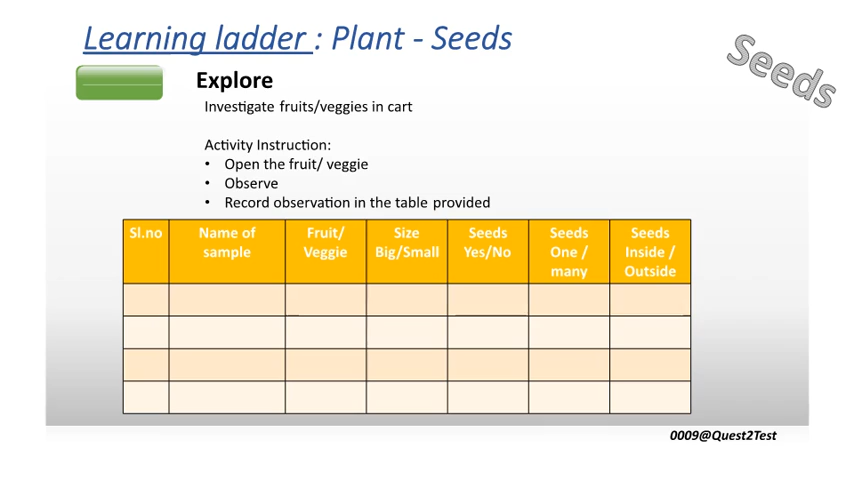 Learning ladder : Plant - Seeds
Seeds
Explore
Investigate fruits/veggies in cart
Activity Instruction:
• Open the fruit/ veggie
• Observe
• Record observation in the table provided
Sl.no
Name of
sample
Fruit/
Veggie
Size
Big/Small
Seeds
Yes/No
Seeds
One /
many
Seeds
Inside /
Outside
0009@Quest2Test